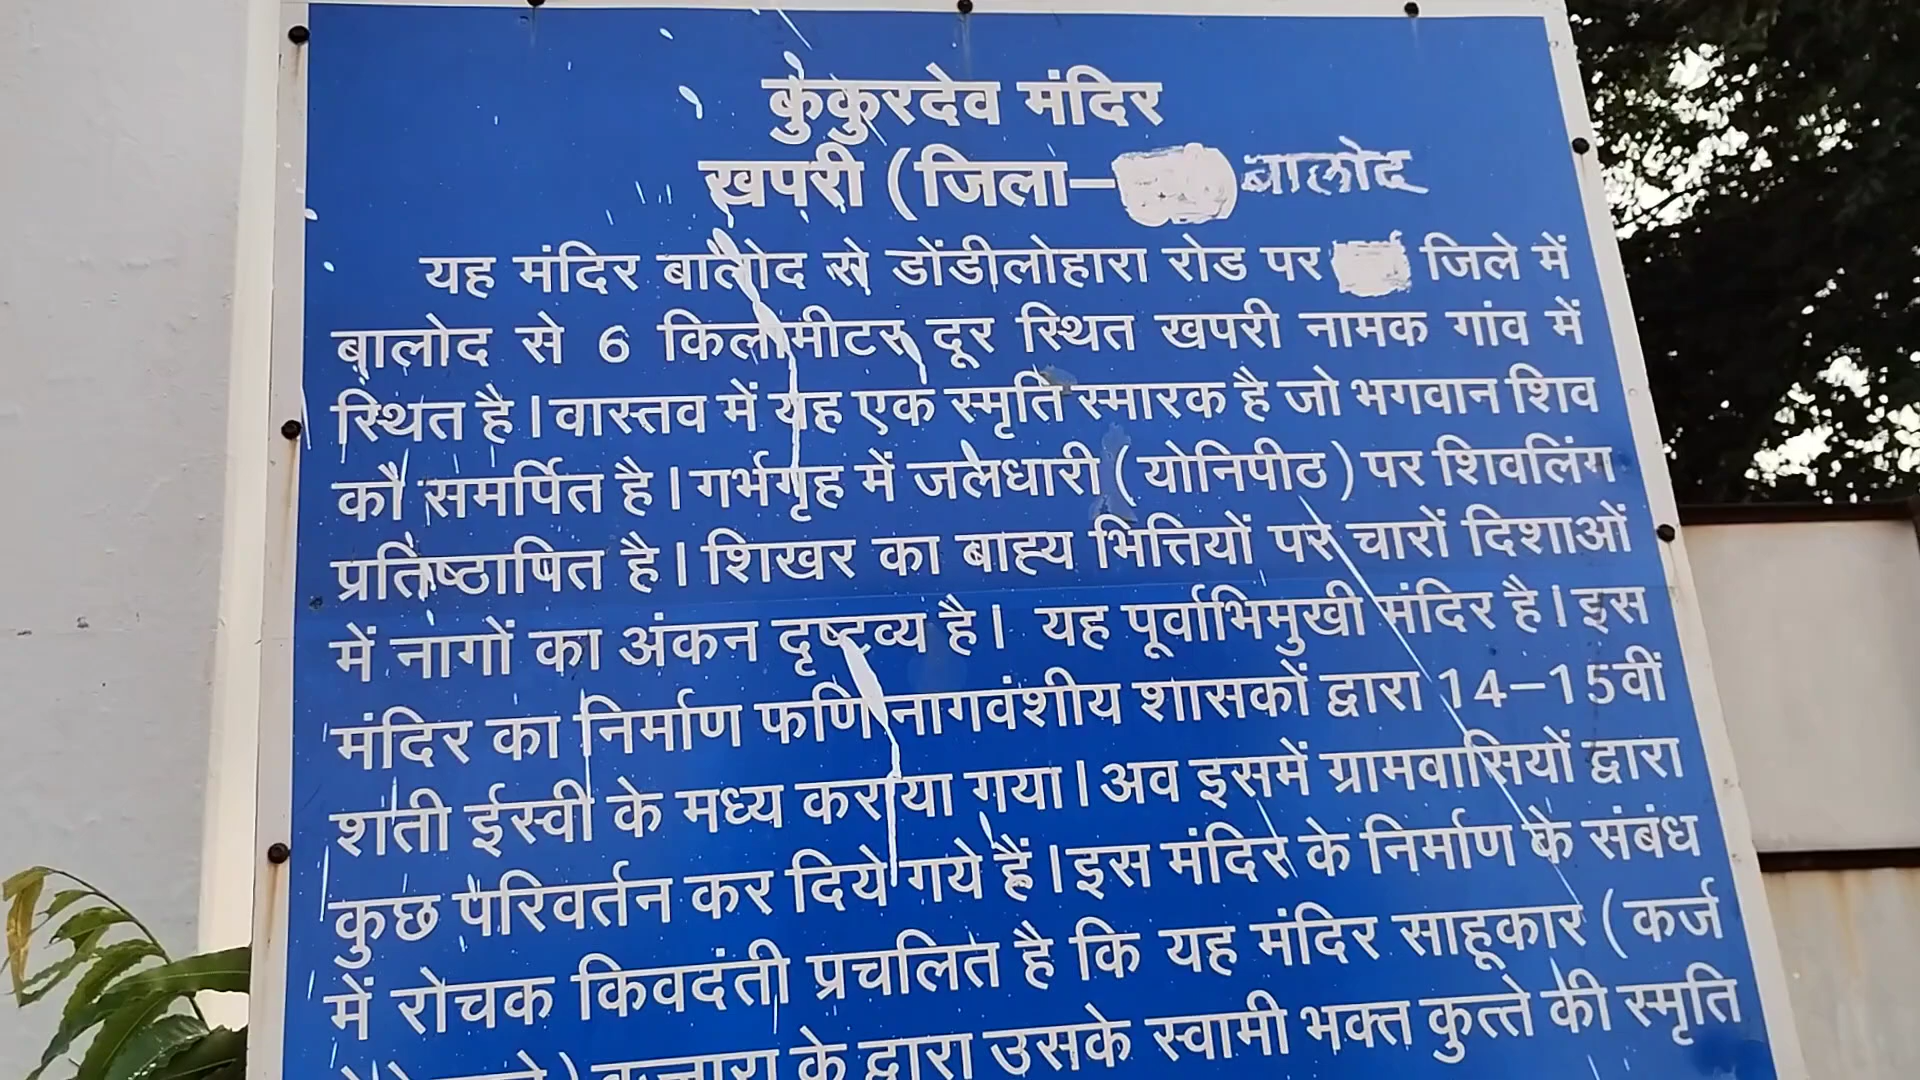 कुकुरदेव मंदिर
खपरी (जिला– बालोद
यह मंदिर बालोद से डोंडीलोहारा रोड पर जिले में
बालोद से 6 किलोमीटर दूर स्थित खपरी नामक गांव में
स्थित है। वास्तव में यह एक स्मृति स्मारक है जो भगवान शिव
को समर्पित है। गर्भगृह में जलधारी (योनिपीठ) पर शिवलिंग
प्रतिष्ठापित है। शिखर का बाह्य भित्तियों पर चारों दिशाओं
में नागों का अंकन दृष्टव्य है। यह पूर्वाभिमुखी मंदिर है। इस
मंदिर का निर्माण फणि नागवंशीय शासकों द्वारा 14–15वीं
शती ईस्वी के मध्य कराया गया। अव इसमें ग्रामवासियों द्वारा
कुछ परिवर्तन कर दिये गये हैं। इस मंदिर के निर्माण के संबंध
में रोचक किवदंती प्रचलित है कि यह मंदिर साहूकार (कर्ज
के द्वारा उसके स्वामी भक्त कुत्ते की स्मृति